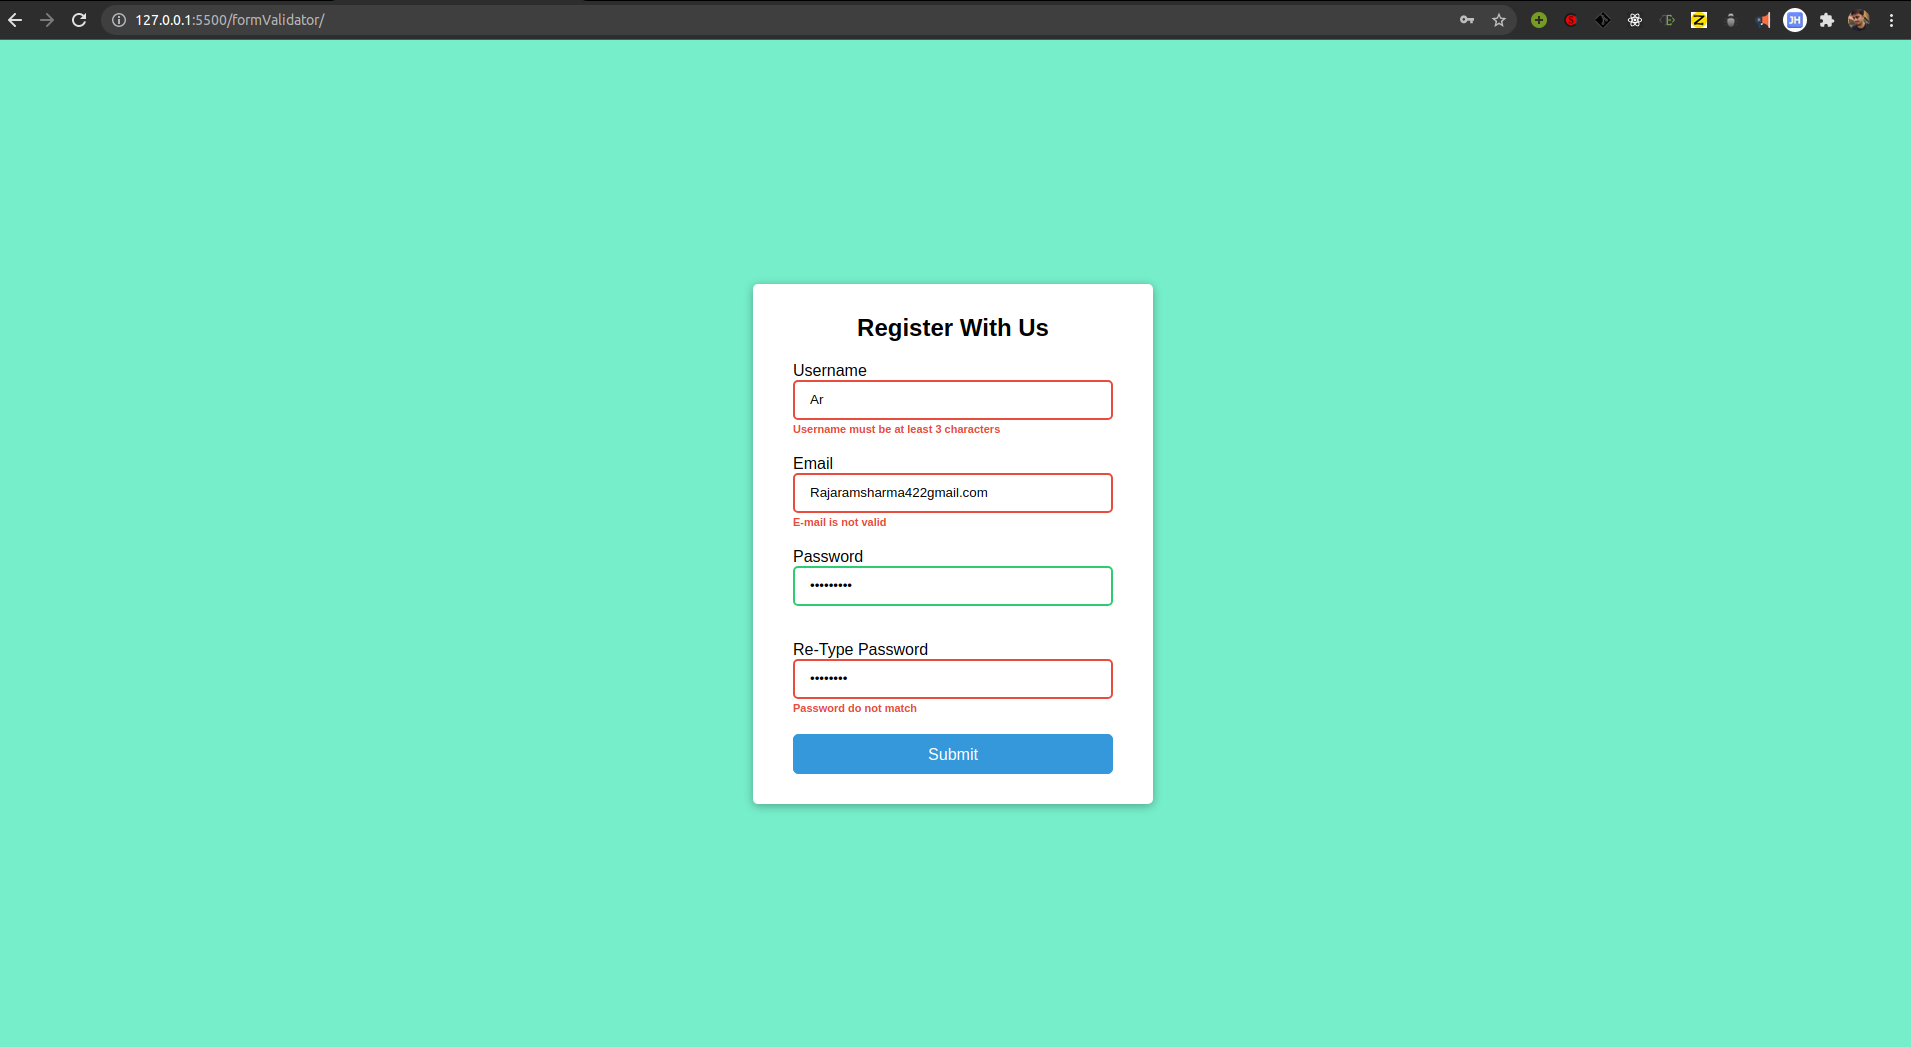 127.0.0.1:5500/formValidator/
JH
Register With Us
Username
Ar
Username must be at least 3 characters
Email
Rajaramsharma422gmail.com
E-mail is not valid
Password
•••••••••
Re-Type Password
••••••••
Password do not match
Submit